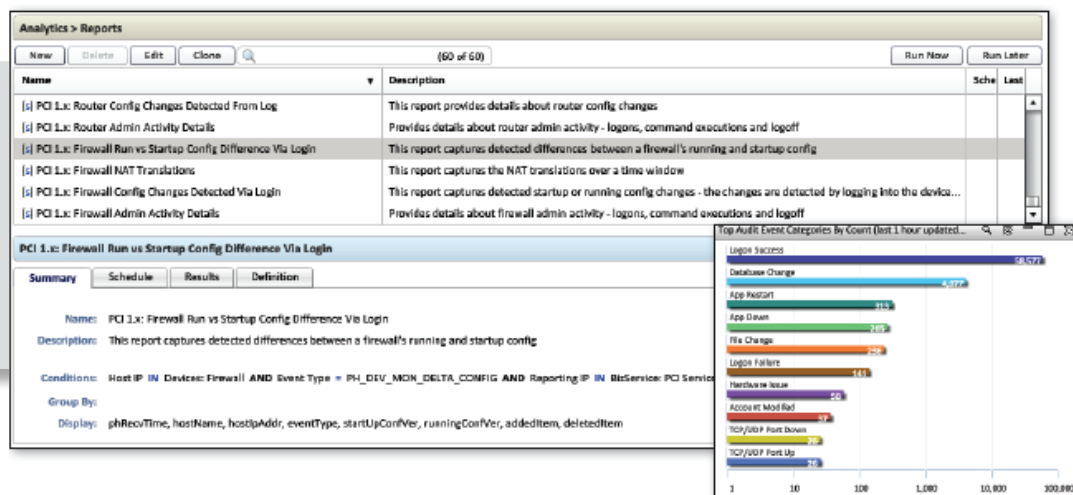 Analytics > Reports
New Delete Edit Clone (60 of 60) Run Now Run Later
Name Description Sche Last
[s] PCI 1.x: Router Config Changes Detected From Log This report provides details about router config changes
[s] PCI 1.x: Router Admin Activity Details Provides details about router admin activity - logons, command executions and logoff
[s] PCI 1.x: Firewall Run vs Startup Config Difference Via Login This report captures detected differences between a firewall's running and startup config
[s] PCI 1.x: Firewall NAT Translations This report captures the NAT translations over a time window
[s] PCI 1.x: Firewall Config Changes Detected Via Login This report captures detected startup or running config changes - the changes are detected by logging into the device...
[s] PCI 1.x: Firewall Admin Activity Details Provides details about firewall admin activity - logons, command executions and logoff
PCI 1.x: Firewall Run vs Startup Config Difference Via Login
Summary Schedule Results Definition
Name: PCI 1.x: Firewall Run vs Startup Config Difference Via Login
Description: This report captures detected differences between a firewall's running and startup config
Conditions: Host IP IN Devices: Firewall AND Event Type = PH_DEV_MON_DELTA_CONFIG AND Reporting IP IN BizService: PCI Service
Group By:
Display: phRecvTime, hostName, hostIpAddr, eventType, startUpConfVer, runningConfVer, addedItem, deletedItem
Top Audit Event Categories By Count (last 1 hour updated...
Logon Success
Database Change
4,077
App Restart
313
App Down
File Change
Logon Failure
141
Hardware Issue
Account Modified
37
TCP/UDP Port Down
26
TCP/UDP Port Up
26
1 10 100 1,000 10,000 100,000